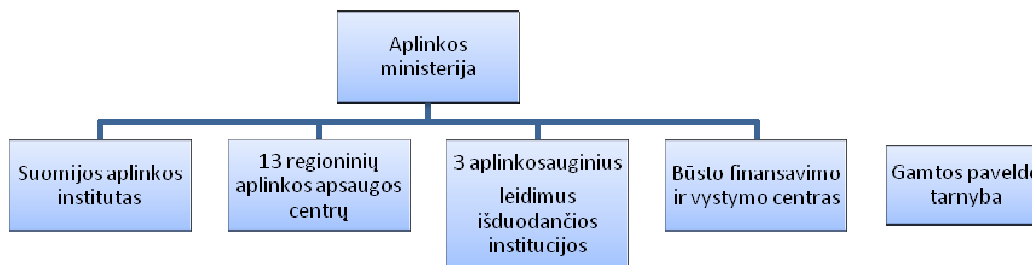 Aplinkos
ministerija
Suomijos aplinkos
institutas
13 regioninių
aplinkos apsaugos
centrų
3 aplinkosauginius
leidimus
išduodančios
institucijos
Būsto finansavimo
ir vystymo centras
Gamtos paveldo
tarnyba